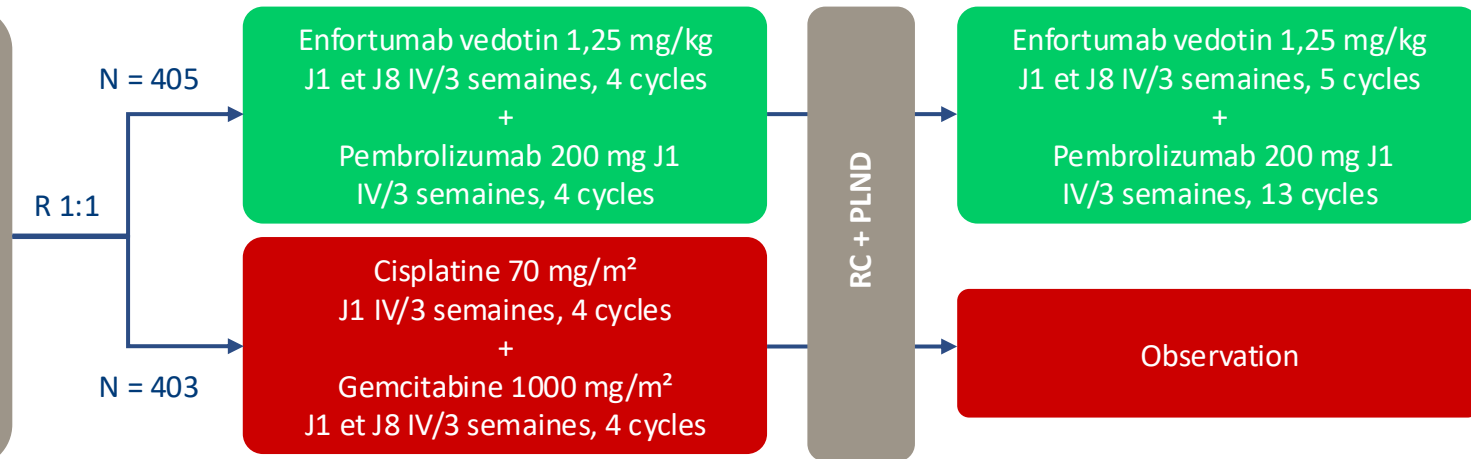 R 1:1
N = 405
Enfortumab vedotin 1,25 mg/kg
J1 et J8 IV/3 semaines, 4 cycles
+
Pembrolizumab 200 mg J1
IV/3 semaines, 4 cycles
N = 403
Cisplatine 70 mg/m²
J1 IV/3 semaines, 4 cycles
+
Gemcitabine 1000 mg/m²
J1 et J8 IV/3 semaines, 4 cycles
RC + PLND
Enfortumab vedotin 1,25 mg/kg
J1 et J8 IV/3 semaines, 5 cycles
+
Pembrolizumab 200 mg J1
IV/3 semaines, 13 cycles
Observation